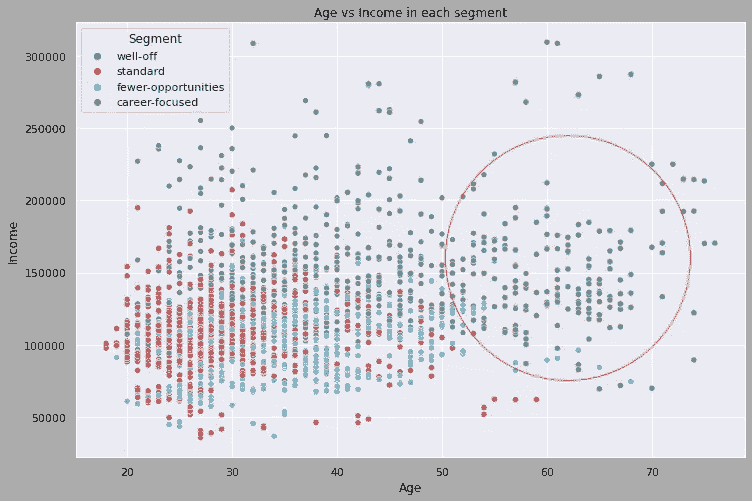 Age vs Income in each segment
Segment
well-off
standard
fewer-opportunities
career-focused
300000
250000
200000
150000
100000
50000
Income
20 30 40 50 60 70
Age